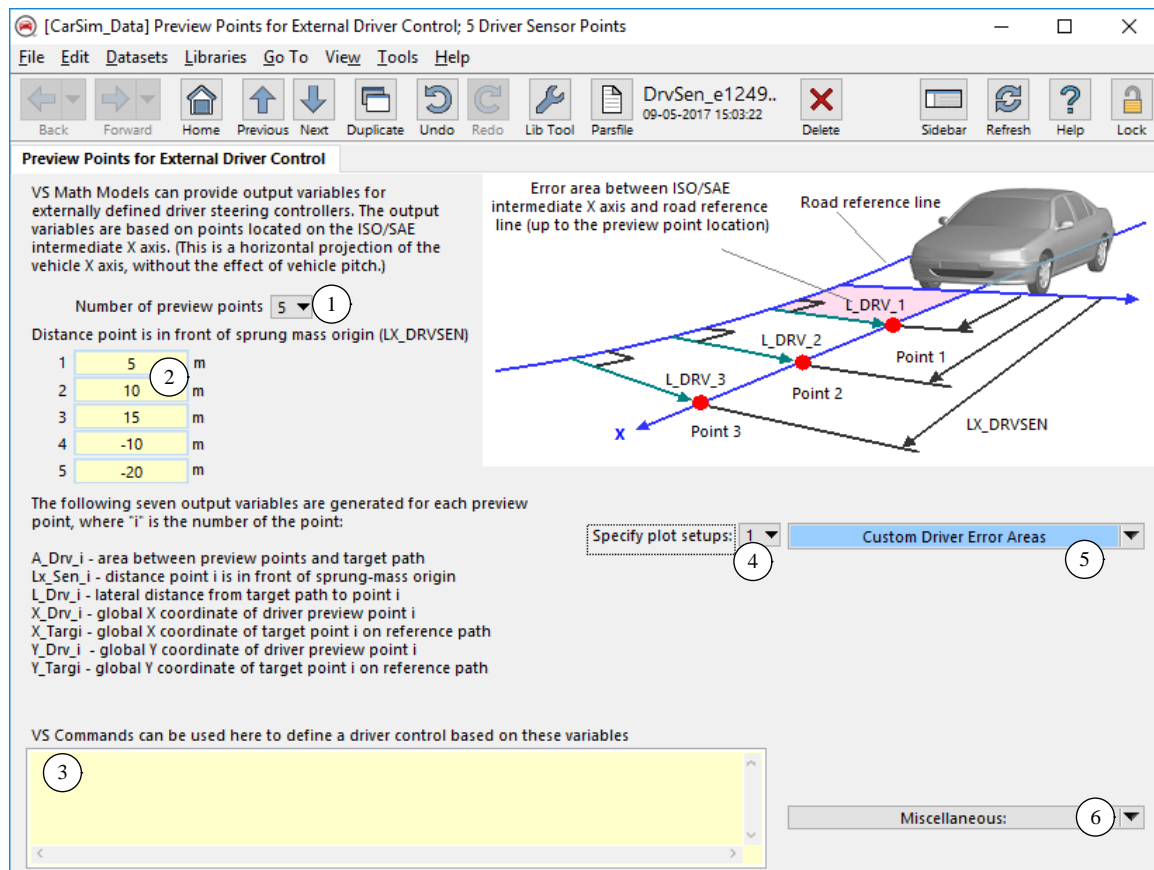 [CarSim_Data] Preview Points for External Driver Control; 5 Driver Sensor Points
File Edit Datasets Libraries Go To View Tools Help
Back Forward Home Previous Next Duplicate Undo Redo Lib Tool Parsfile
DrvSen_e1249..
09-05-2017 15:03:22
Delete Sidebar Refresh Help Lock
Preview Points for External Driver Control
VS Math Models can provide output variables for
externally defined driver steering controllers. The output
variables are based on points located on the ISO/SAE
intermediate X axis. (This is a horizontal projection of the
vehicle X axis, without the effect of vehicle pitch.)
Number of preview points 5 1
Distance point is in front of sprung mass origin (LX_DRVSEN)
1 5 m
2
2 10 m
3 15 m
4 -10 m
5 -20 m
Error area between ISO/SAE
intermediate X axis and road reference
line (up to the preview point location)
Road reference line
L_DRV_1
L_DRV_2
Point 1
L_DRV_3
Point 2
X
Point 3
LX_DRVSEN
The following seven output variables are generated for each preview
point, where "i" is the number of the point:
A_Drv_i - area between preview points and target path
Lx_Sen_i - distance point i is in front of sprung-mass origin
L_Drv_i - lateral distance from target path to point i
X_Drv_i - global X coordinate of driver preview point i
X_Targi - global X coordinate of target point i on reference path
Y_Drv_i - global Y coordinate of driver preview point i
Y_Targi - global Y coordinate of target point i on reference path
Specify plot setups: 1 Custom Driver Error Areas
4 5
VS Commands can be used here to define a driver control based on these variables
3
Miscellaneous: 6